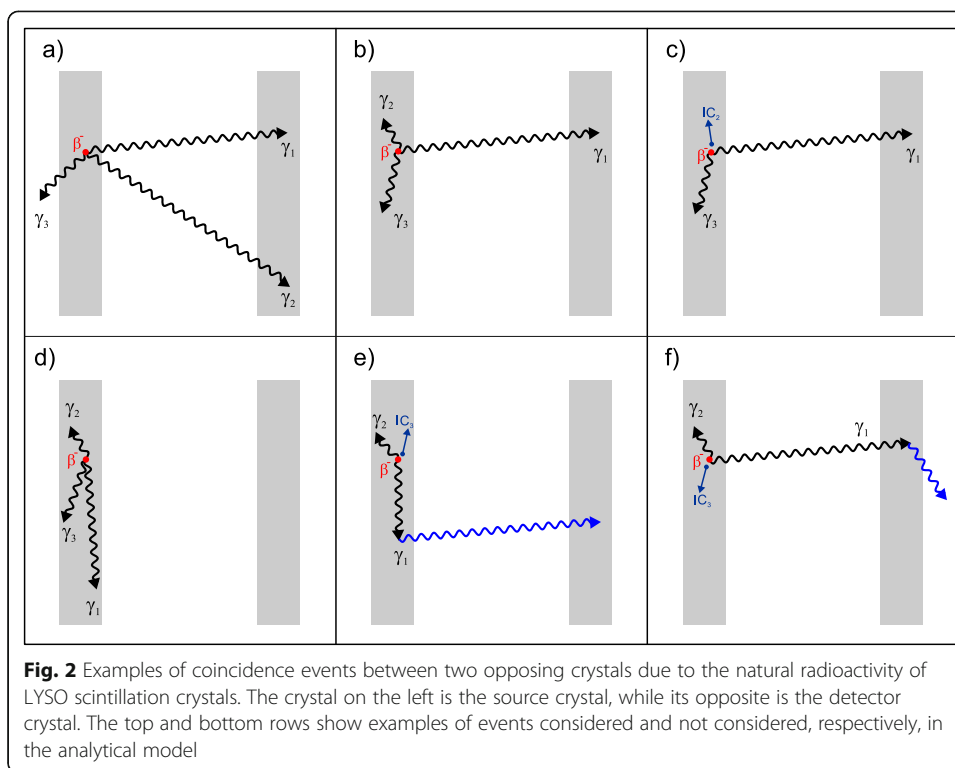 a)
b)
c)
β⁻
γ₁
γ₂
γ₃
γ₂
β⁻
γ₁
γ₃
IC₂
β⁻
γ₁
γ₃
d)
e)
f)
γ₂
β⁻
γ₃
γ₁
γ₂
IC₃
β⁻
γ₁
γ₂
γ₁
β⁻
IC₃
Fig. 2 Examples of coincidence events between two opposing crystals due to the natural radioactivity of
LYSO scintillation crystals. The crystal on the left is the source crystal, while its opposite is the detector
crystal. The top and bottom rows show examples of events considered and not considered, respectively, in
the analytical model